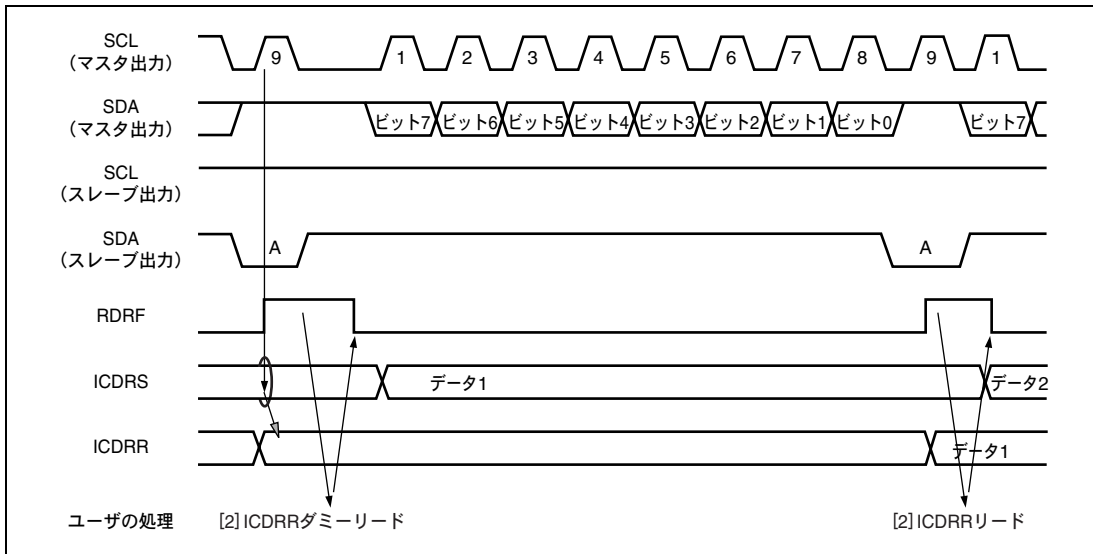 SCL
（マスタ出力）
9 1 2 3 4 5 6 7 8 9 1
SDA
（マスタ出力）
ビット7 ビット6 ビット5 ビット4 ビット3 ビット2 ビット1 ビット0 ビット7
SCL
（スレーブ出力）
SDA
（スレーブ出力）
A A
RDRF
ICDRS
データ1 データ2
ICDRR
データ1
ユーザの処理
[2] ICDRRダミーリード [2] ICDRRリード